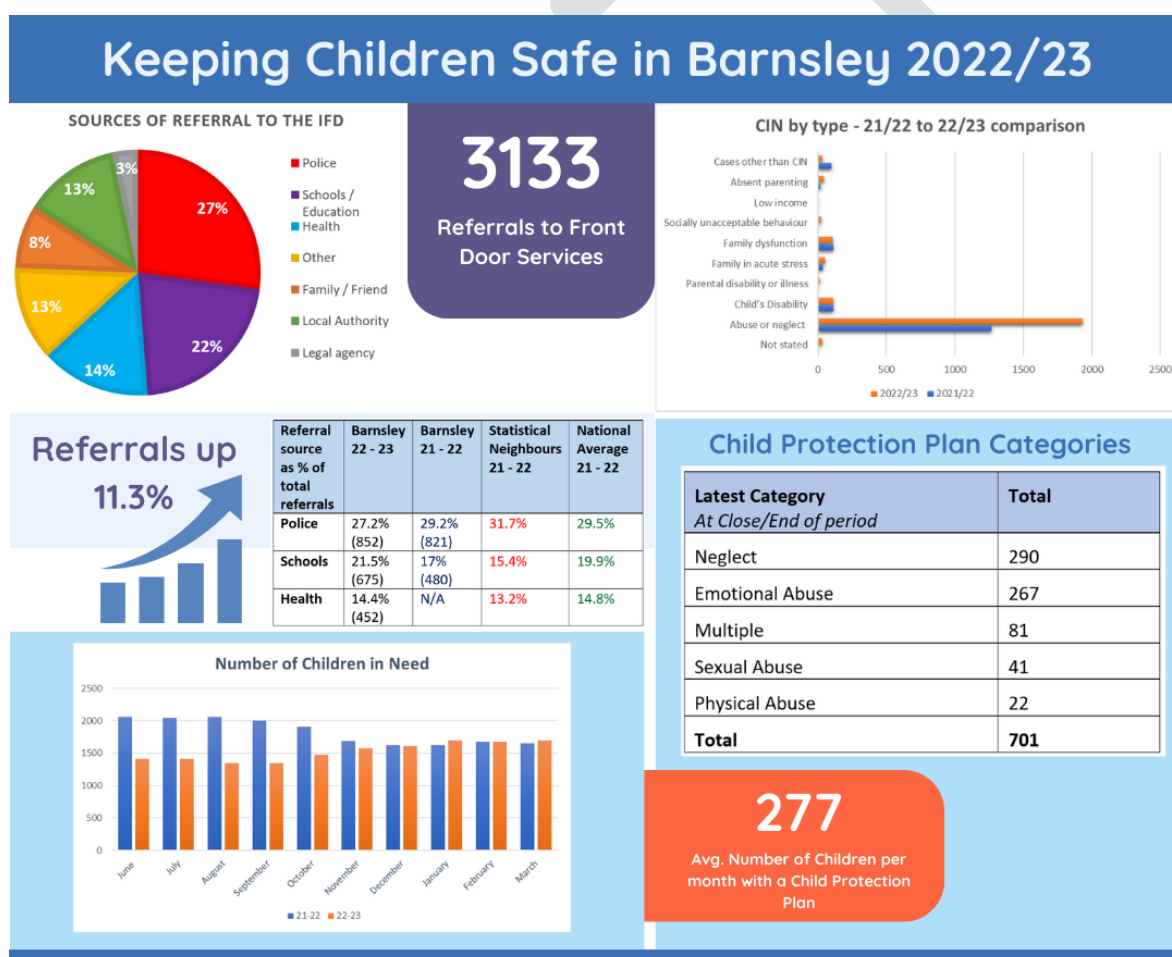 Keeping Children Safe in Barnsley 2022/23
SOURCES OF REFERRAL TO THE IFD
27%
22%
14%
13%
8%
13%
3%
Police
Schools /
Education
Health
Other
Family / Friend
Local Authority
Legal agency
3133
Referrals to Front
Door Services
CIN by type - 21/22 to 22/23 comparison
Cases other than CIN
Absent parenting
Low income
Socially unacceptable behaviour
Family dysfunction
Family in acute stress
Parental disability or illness
Child's Disability
Abuse or neglect
Not stated
0 500 1000 1500 2000 2500
2022/23 2021/22
Referrals up
11.3%
Referral source as % of total referrals | Barnsley 22 - 23 | Barnsley 21 - 22 | Statistical Neighbours 21 - 22 | National Average 21 - 22
Police 27.2% (852) 29.2% (821) 31.7% 29.5%
Schools 21.5% (675) 17% (480) 15.4% 19.9%
Health 14.4% (452) N/A 13.2% 14.8%
Child Protection Plan Categories
Latest Category Total
At Close/End of period
Neglect 290
Emotional Abuse 267
Multiple 81
Sexual Abuse 41
Physical Abuse 22
Total 701
Number of Children in Need
2500
2000
1500
1000
500
0
June July August September October November December January February March
21-22 22-23
277
Avg. Number of Children per
month with a Child Protection
Plan